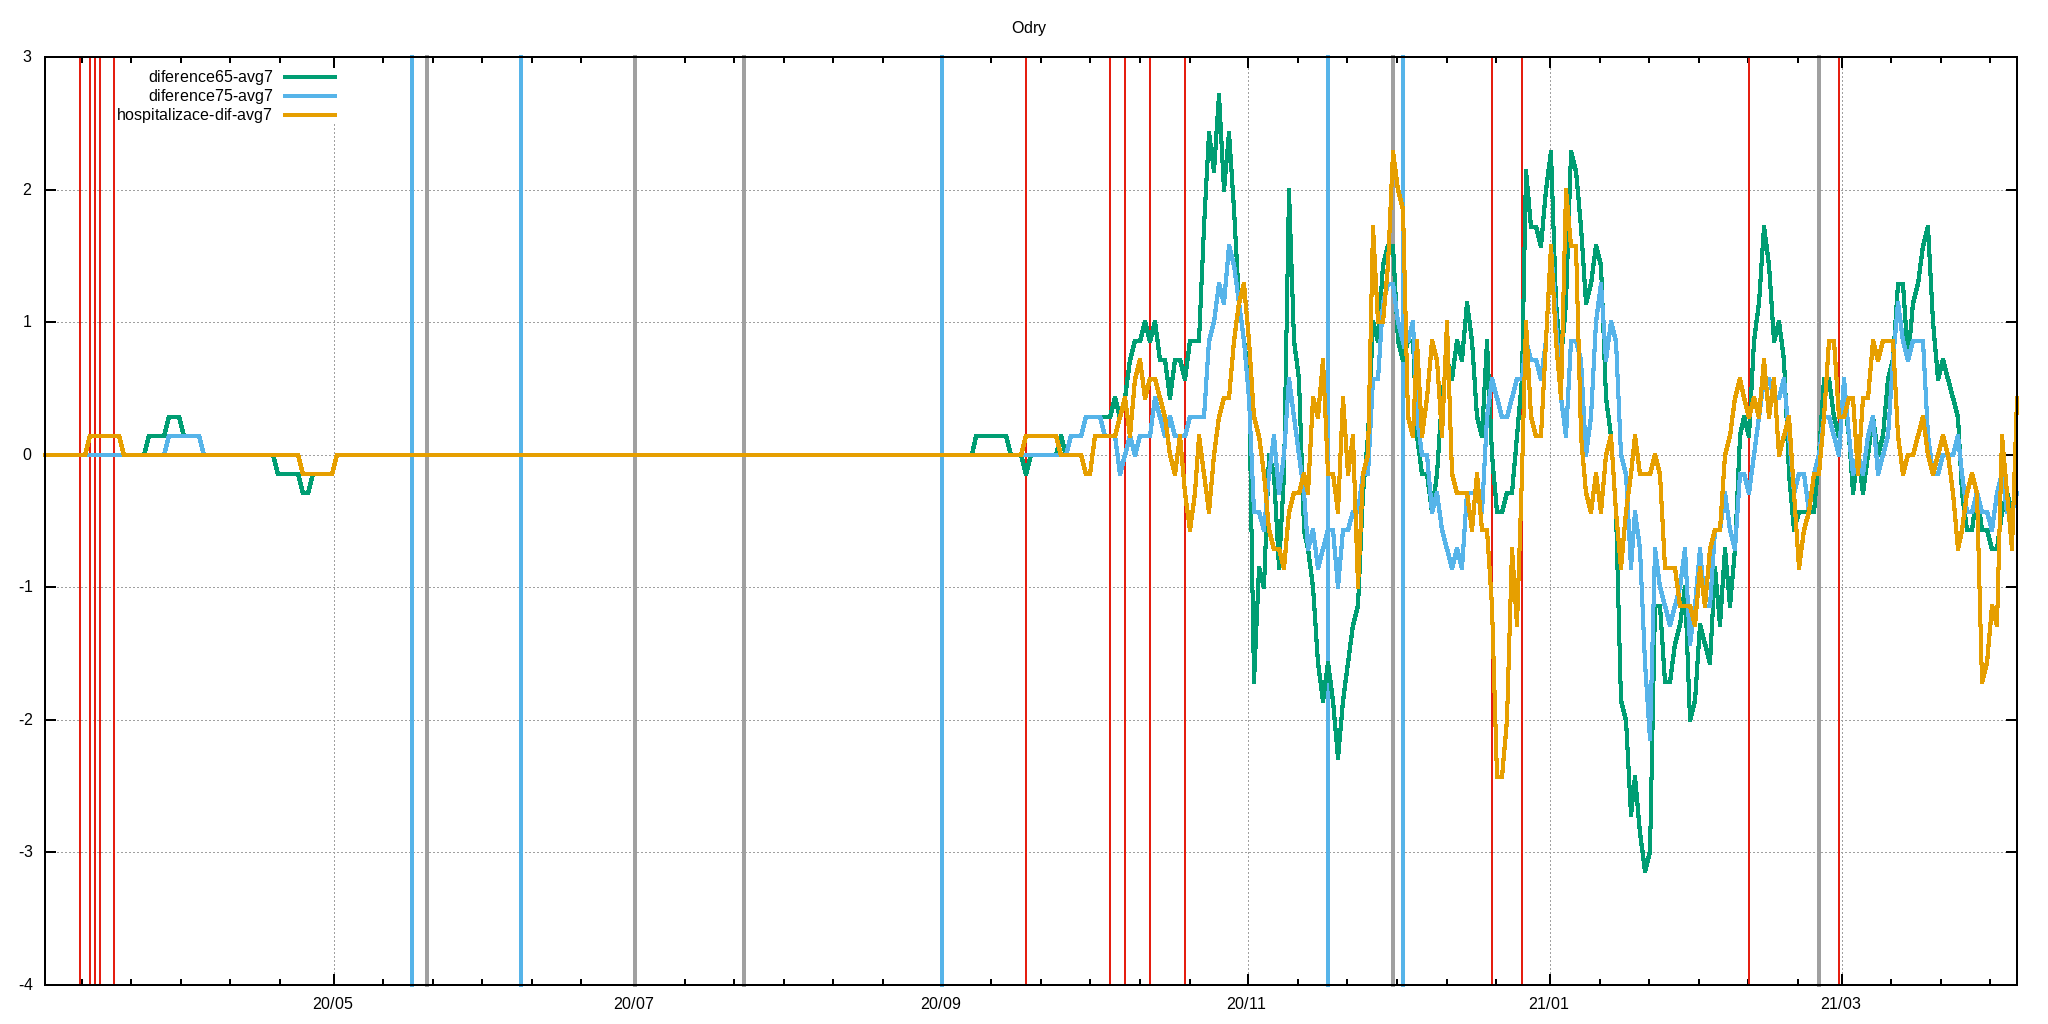 Odry
diference65-avg7
diference75-avg7
hospitalizace-dif-avg7
3
2
1
0
-1
-2
-3
-4
20/05 20/07 20/09 20/11 21/01 21/03